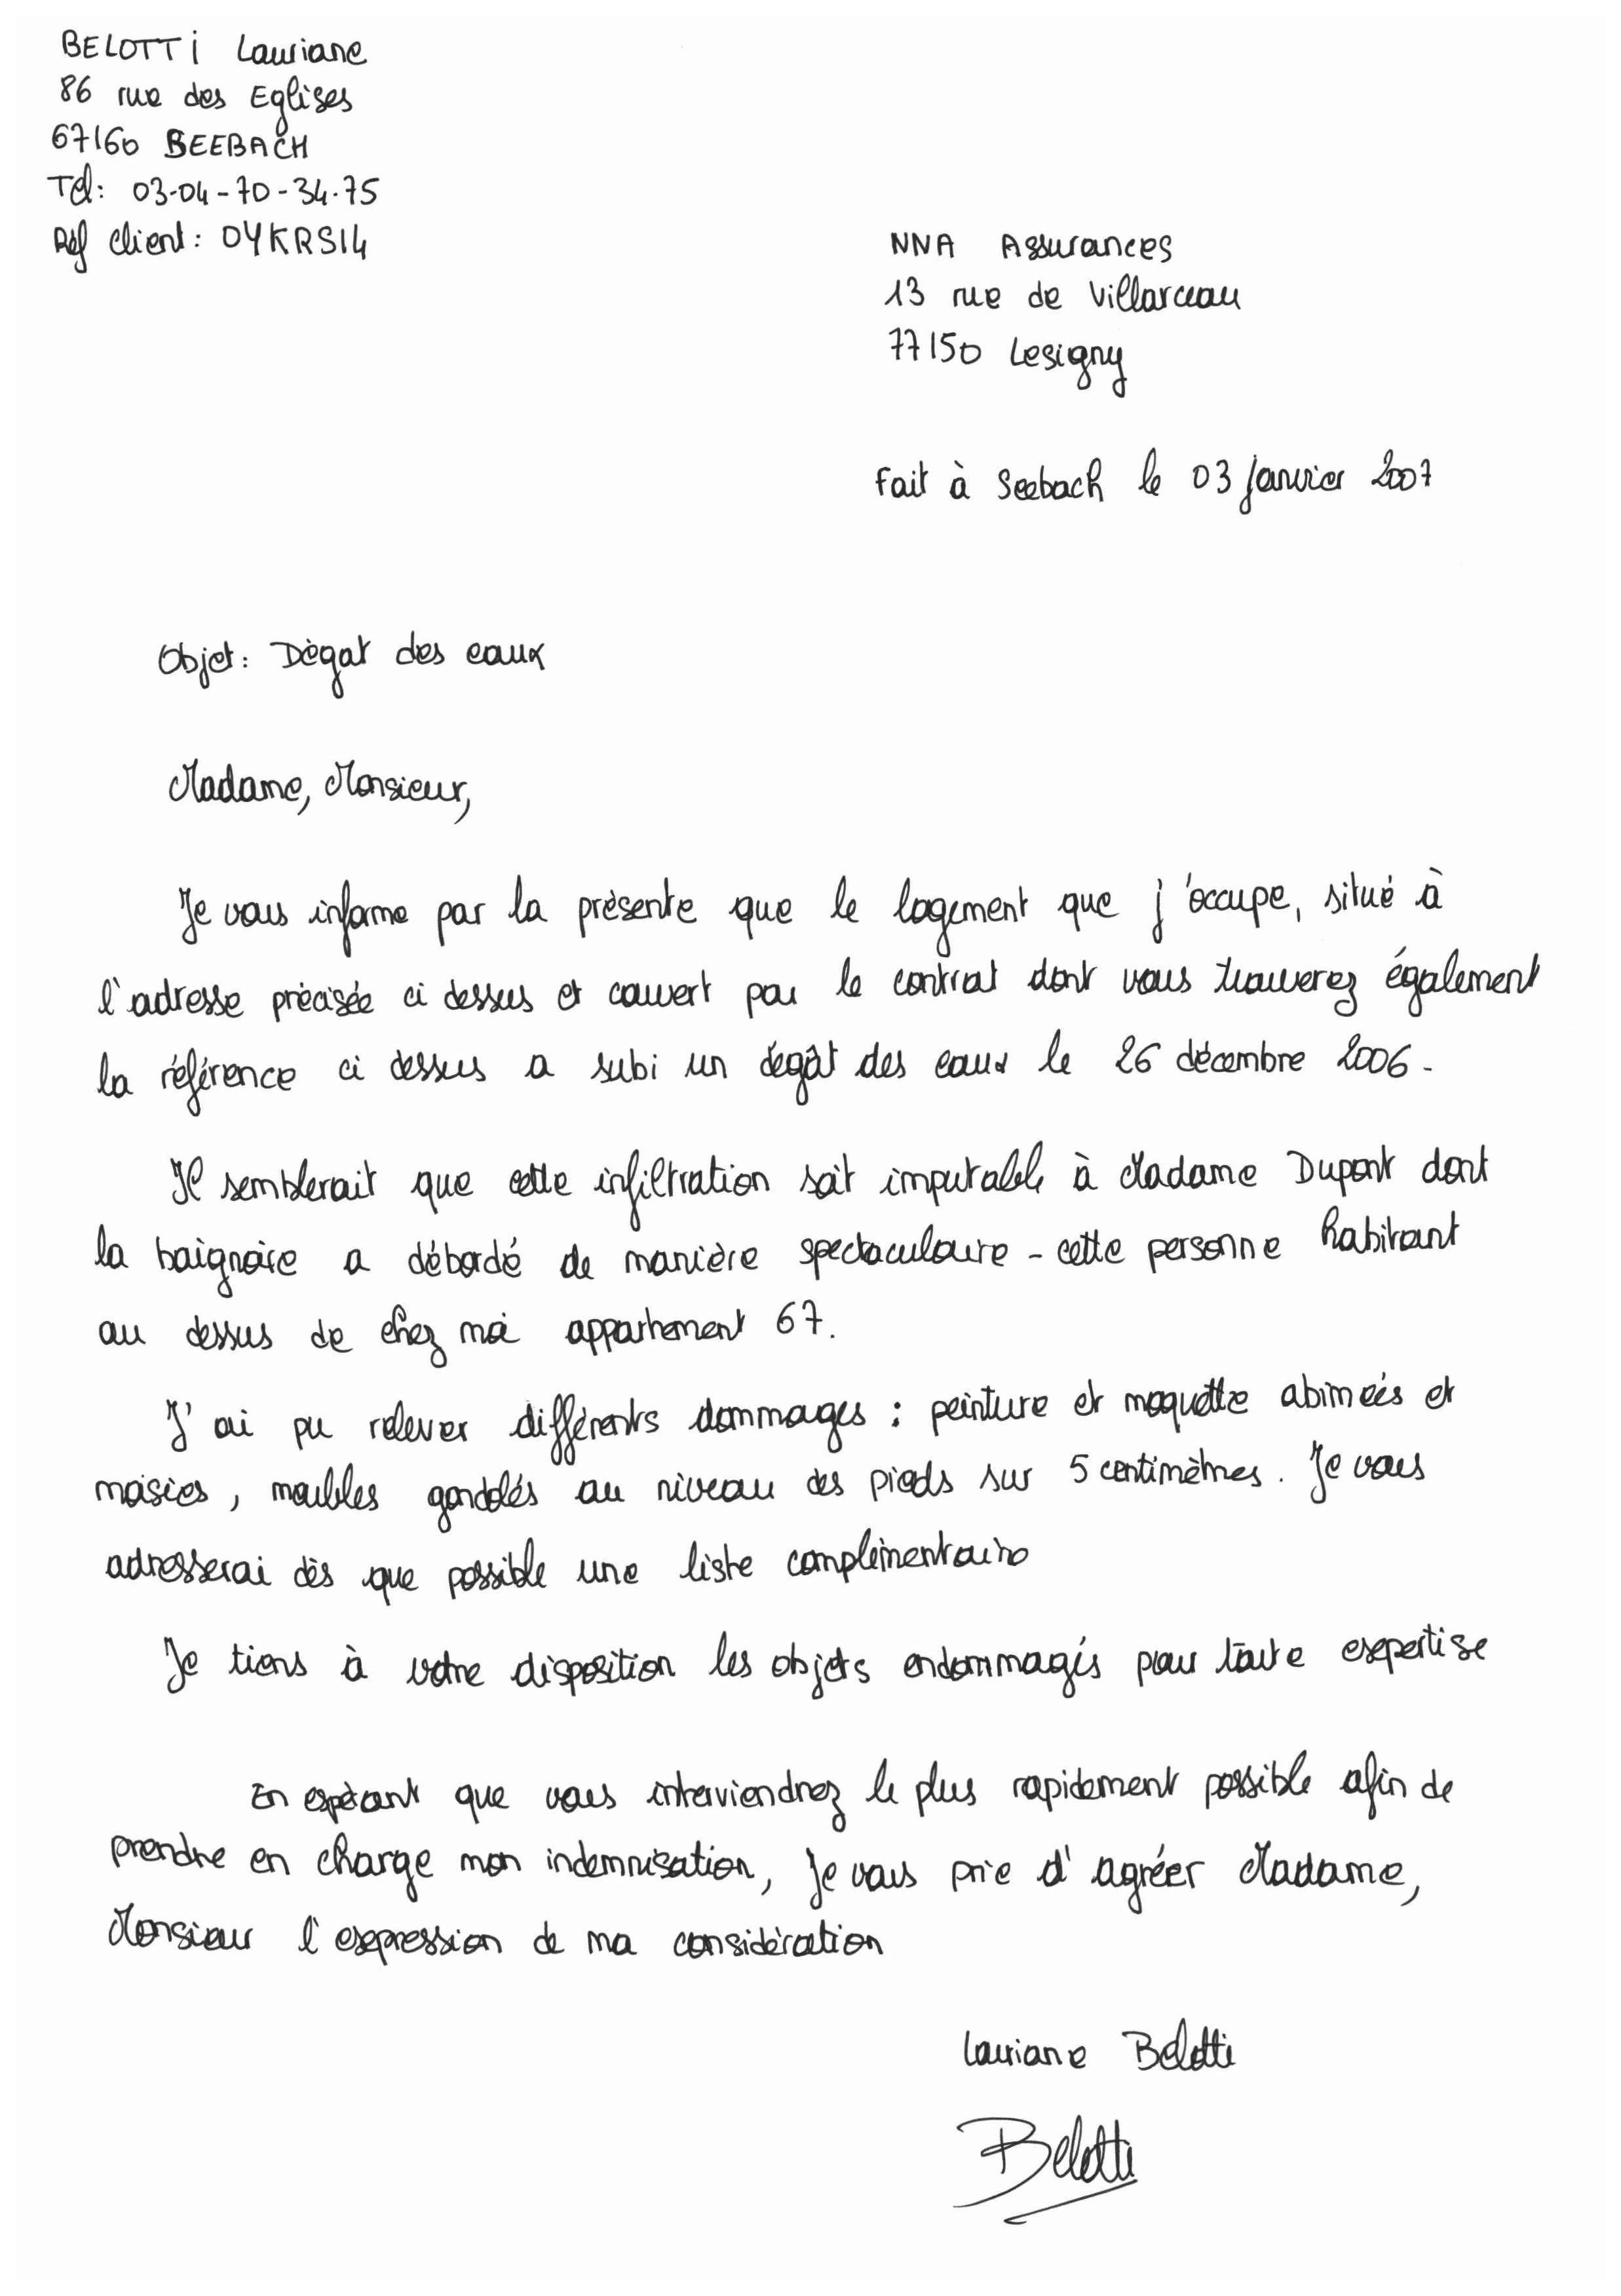 BELOTTI Lauriane
86 rue des Eglises
67160 BEEBACH
Tél: 03-04-70-34-75
Réf client: OYKRS14
NNA Assurances
13 rue de Villarceau
77150 Lesigny
Fait à Seebach le 03 janvier 2007
Objet: Dégat des eaux
Madame, Monsieur,
Je vous informe par la présente que le logement que j'occupe, situé à
l'adresse précisée ci dessus et couvert par le contrat dont vous trouverez également
la référence ci dessus a subi un dégât des eaux le 26 décembre 2006.
Il semblerait que cette infiltration soit imputable à Madame Dupont dont
la baignoire a débordé de manière spectaculaire - cette personne habitant
au dessus de chez moi appartement 67.
J'ai pu relever différents dommages : peinture et moquette abimées et
moisies, meubles gondolés au niveau des pieds sur 5 centimètres. Je vous
adresserai dès que possible une liste complémentaire
Je tiens à votre disposition les objets endommagés pour toute expertise
En espérant que vous interviendrez le plus rapidement possible afin de
prendre en charge mon indemnisation, je vous prie d'agréer Madame,
Monsieur l'expression de ma considération
Lauriane Belotti
Belotti